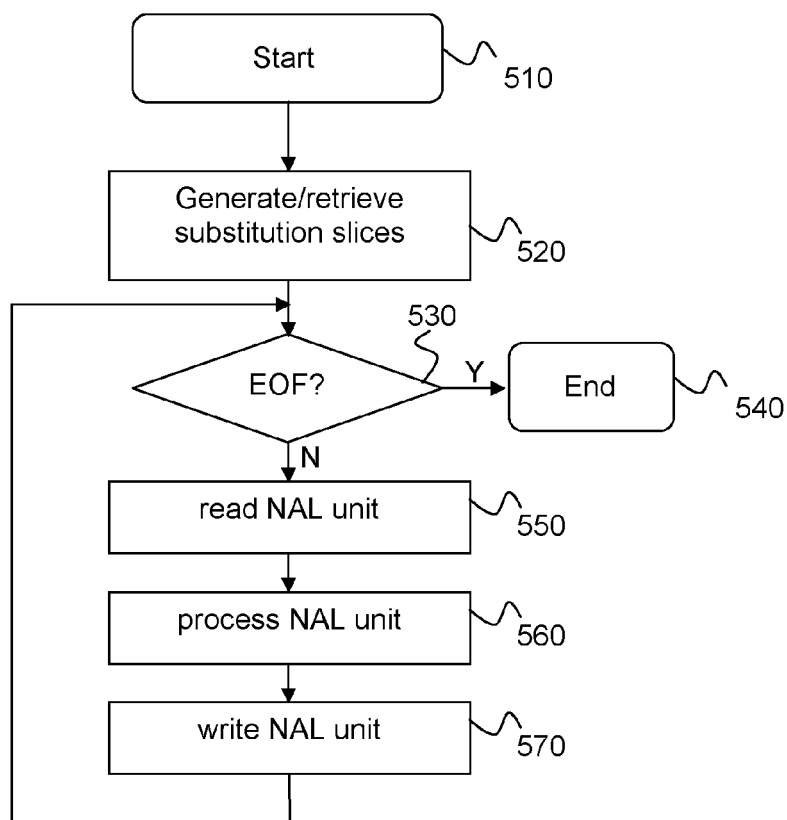 Start
510
Generate/retrieve
substitution slices
520
530
EOF?
Y
End
540
N
read NAL unit
550
process NAL unit
560
write NAL unit
570